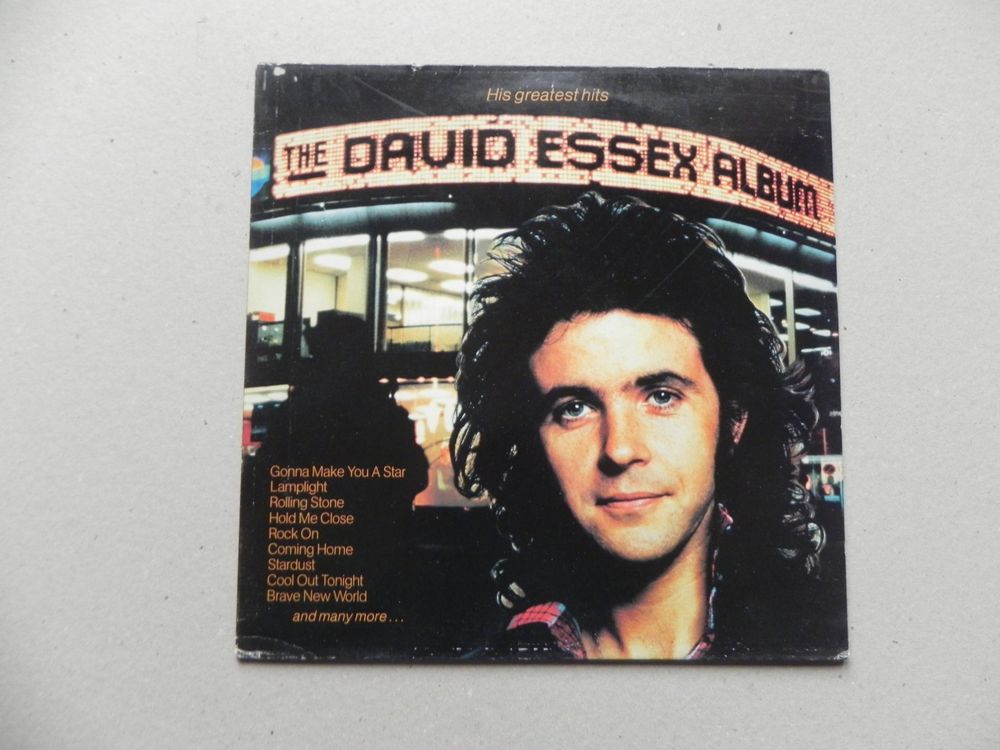 His greatest hits
THE DAVID ESSEX ALBUM
Gonna Make You A Star
Lamplight
Rolling Stone
Hold Me Close
Rock On
Coming Home
Stardust
Cool Out Tonight
Brave New World
and many more...